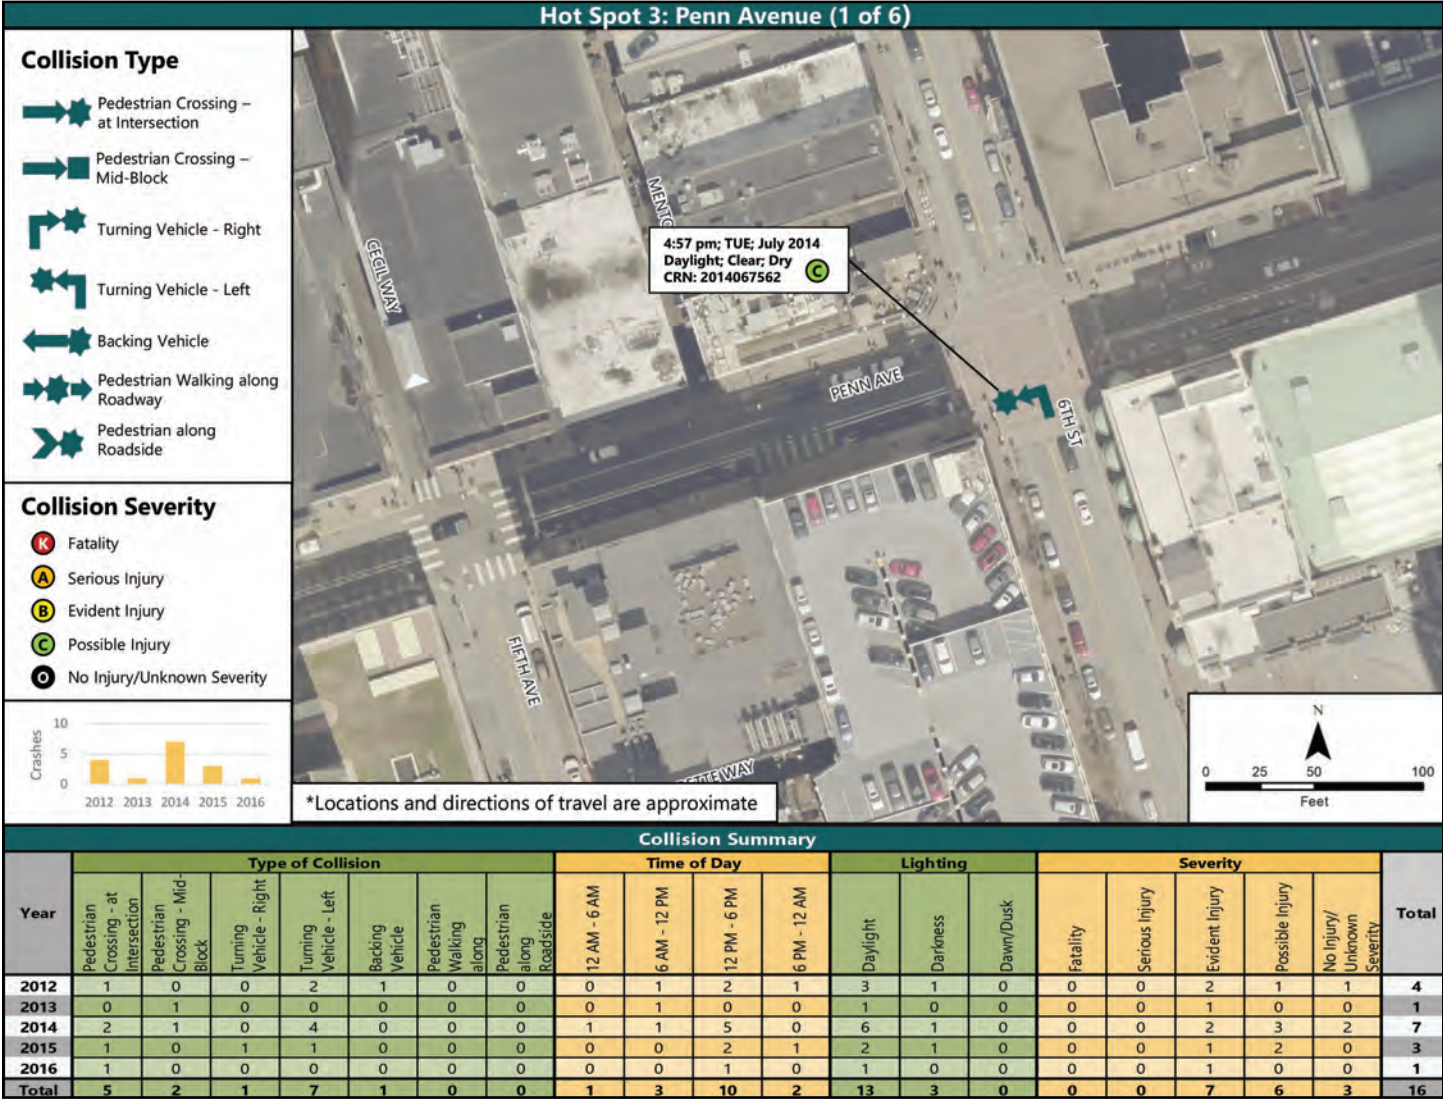 Hot Spot 3: Penn Avenue (1 of 6)
Collision Type
Pedestrian Crossing –
at Intersection
Pedestrian Crossing –
Mid-Block
Turning Vehicle - Right
Turning Vehicle - Left
Backing Vehicle
Pedestrian Walking along
Roadway
Pedestrian along
Roadside
Collision Severity
K Fatality
A Serious Injury
B Evident Injury
C Possible Injury
O No Injury/Unknown Severity
Crashes
10
5
0
2012 2013 2014 2015 2016
CECIL WAY
MENTO
4:57 pm; TUE; July 2014
Daylight; Clear; Dry
CRN: 2014067562
C
PENN AVE
6TH ST
FIFTH AVE
ETTE WAY
*Locations and directions of travel are approximate
N
0 25 50 100
Feet
Collision Summary
Year
Type of Collision Time of Day Lighting Severity Total
Pedestrian Crossing - at Intersection
Pedestrian Crossing - Mid-Block
Turning Vehicle - Right
Turning Vehicle - Left
Backing Vehicle
Pedestrian Walking along
Pedestrian along Roadside
12 AM - 6 AM
6 AM - 12 PM
12 PM - 6 PM
6 PM - 12 AM
Daylight
Darkness
Dawn/Dusk
Fatality
Serious Injury
Evident Injury
Possible Injury
No Injury/ Unknown Severity
2012 1 0 0 2 1 0 0 0 1 2 1 3 1 0 0 0 2 1 1 4
2013 0 1 0 0 0 0 0 0 1 0 0 1 0 0 0 0 1 0 0 1
2014 2 1 0 4 0 0 0 1 1 5 0 6 1 0 0 0 2 3 2 7
2015 1 0 1 1 0 0 0 0 0 2 1 2 1 0 0 0 1 2 0 3
2016 1 0 0 0 0 0 0 0 0 1 0 1 0 0 0 0 1 0 0 1
Total 5 2 1 7 1 0 0 1 3 10 2 13 3 0 0 0 7 6 3 16